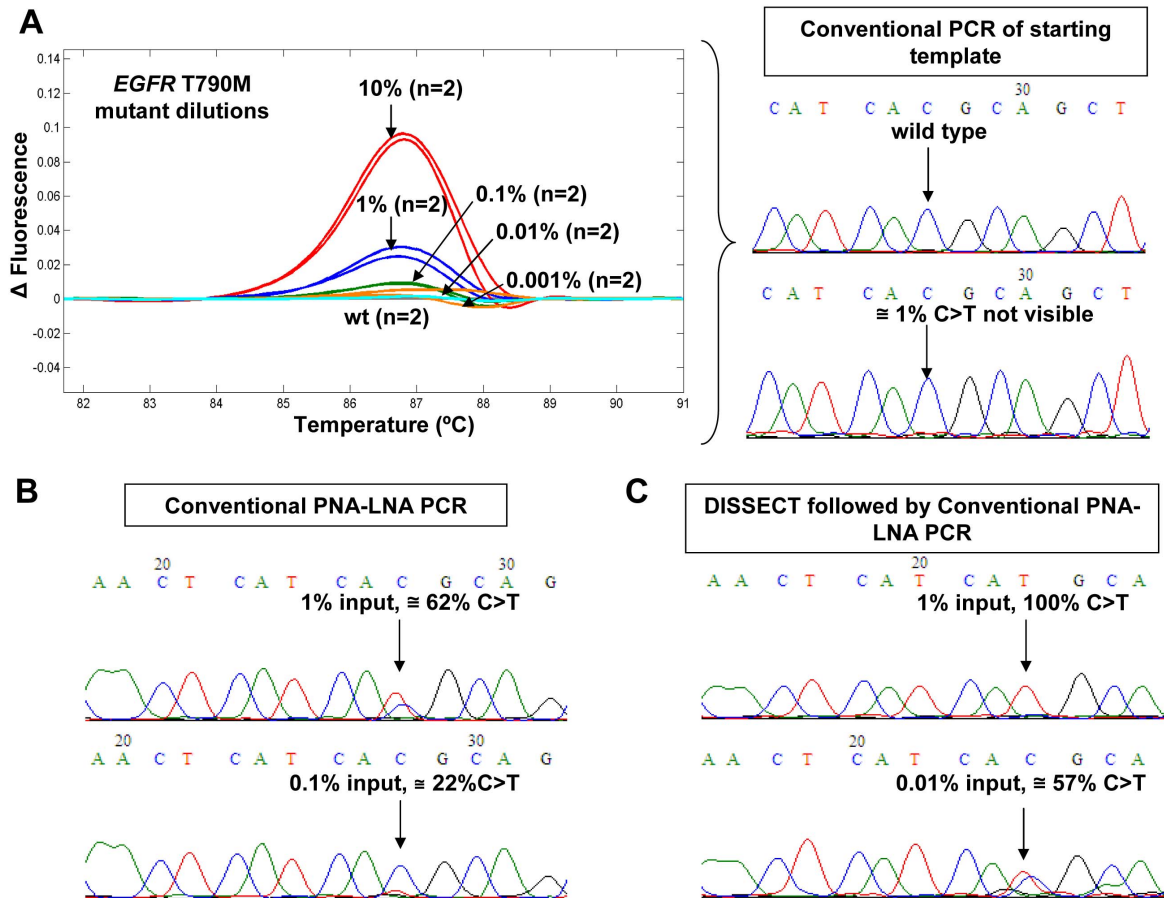 A
EGFR T790M
mutant dilutions
10% (n=2)
1% (n=2)
0.1% (n=2)
0.01% (n=2)
0.001% (n=2)
wt (n=2)
0.14
0.12
0.1
0.08
0.06
0.04
0.02
0
-0.02
-0.04
Δ Fluorescence
82 83 84 85 86 87 88 89 90 91
Temperature (ºC)
Conventional PCR of starting
template
30
C A T C A C G C A G C T
wild type
30
C A T C A C G C A G C T
≅ 1% C>T not visible
B
Conventional PNA-LNA PCR
20 30
A A C T C A T C A C G C A G
1% input, ≅ 62% C>T
20 30
A A C T C A T C A C G C A G
0.1% input, ≅ 22%C>T
C
DISSECT followed by Conventional PNA-
LNA PCR
20
A A C T C A T C A T G C A
1% input, 100% C>T
20
A A C T C A T C A C G C A
0.01% input, ≅ 57% C>T